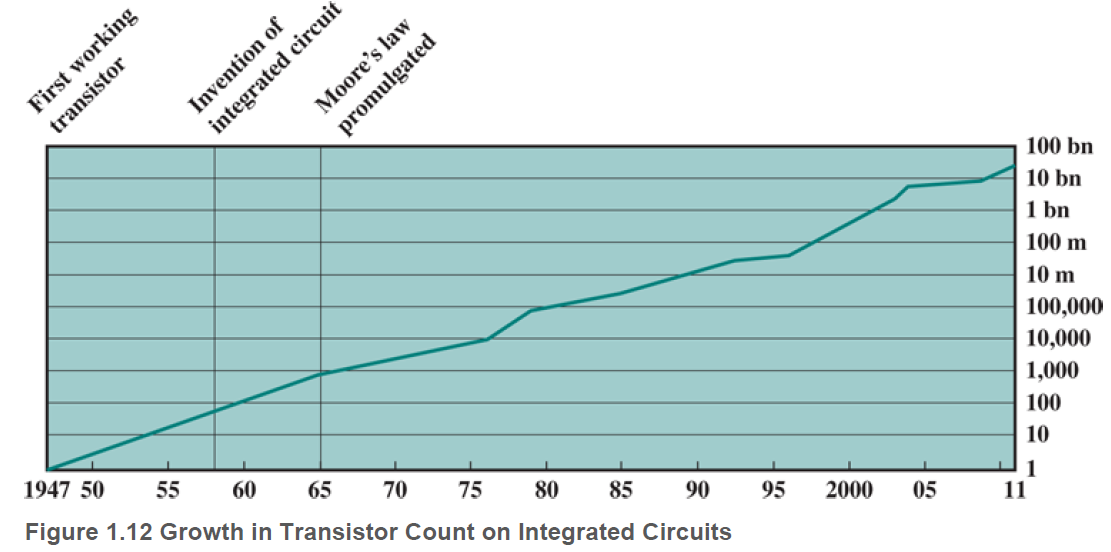 First working
transistor
Invention of
integrated circuit
Moore's law
promulgated
100 bn
10 bn
1 bn
100 m
10 m
100,000
10,000
1,000
100
10
1
1947 50 55 60 65 70 75 80 85 90 95 2000 05 11
Figure 1.12 Growth in Transistor Count on Integrated Circuits